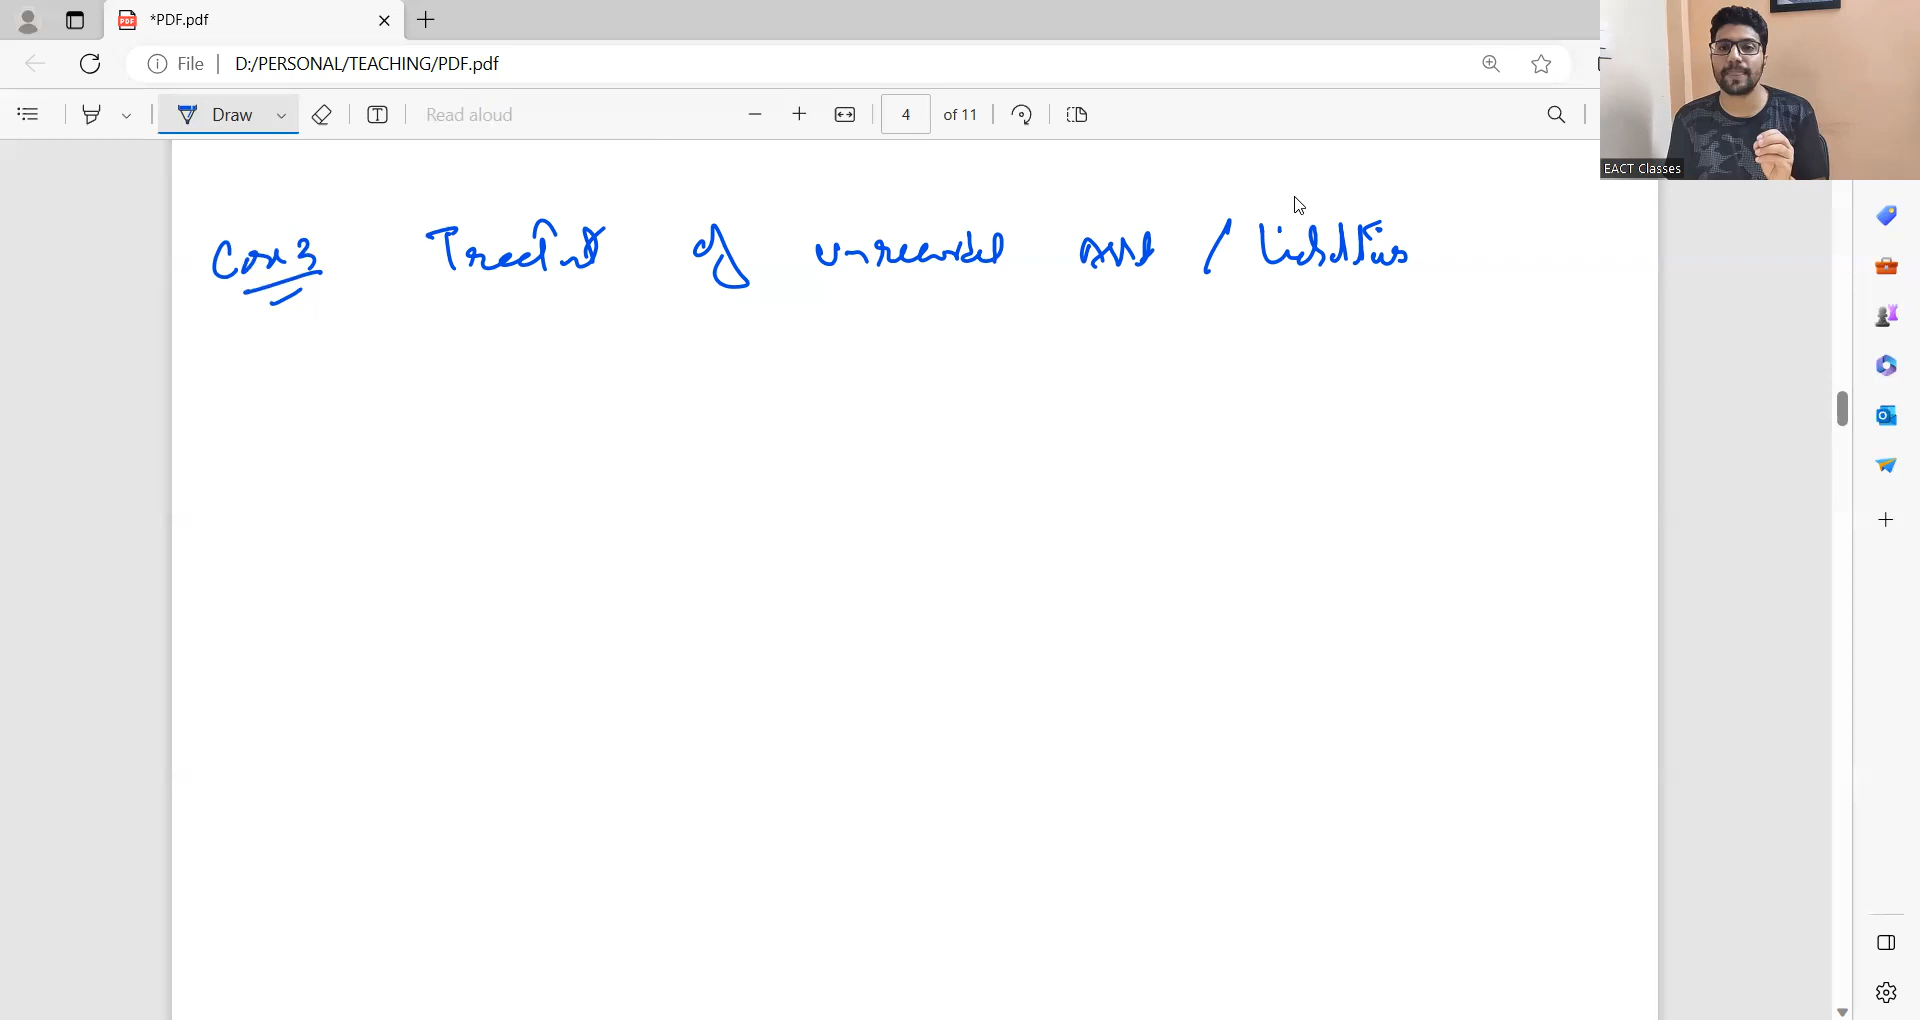 *PDF.pdf
File
D:/PERSONAL/TEACHING/PDF.pdf
Draw
Read aloud
4 of 11
EACT Classes
Case 3 Treatment of unrecorded asset / liabilities